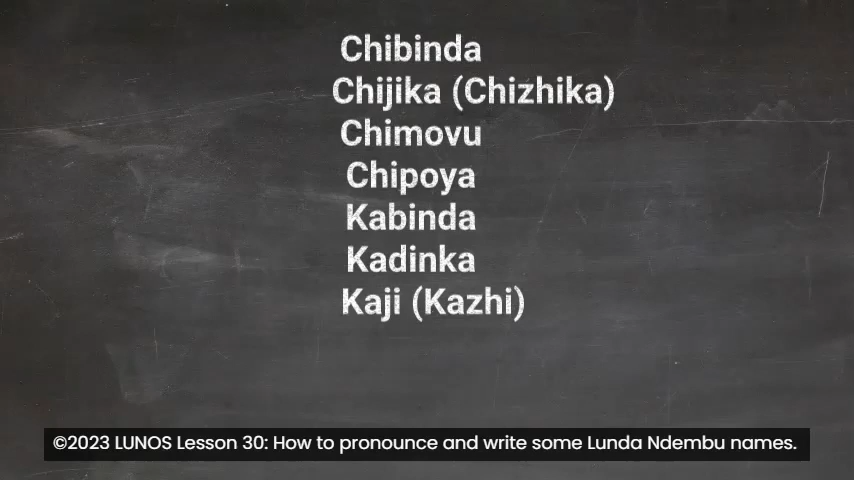 Chibinda
Chijika (Chizhika)
Chimovu
Chipoya
Kabinda
Kadinka
Kaji (Kazhi)
©2023 LUNOS Lesson 30: How to pronounce and write some Lunda Ndembu names.